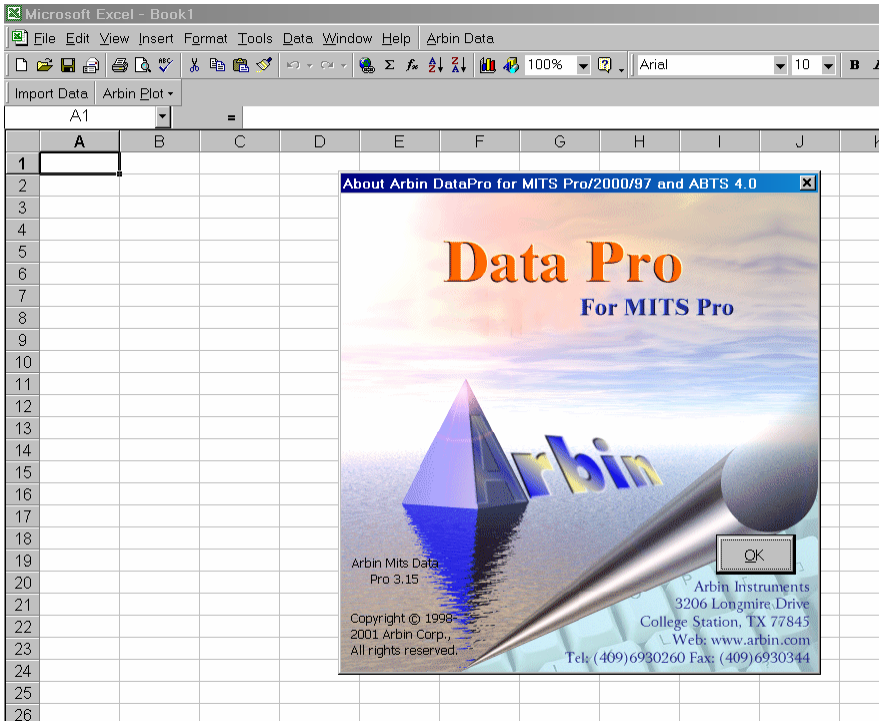 Microsoft Excel - Book1
File Edit View Insert Format Tools Data Window Help Arbin Data
100% Arial 10 B
Import Data Arbin Plot
A1 =
A B C D E F G H I J
1
2
3
4
5
6
7
8
9
10
11
12
13
14
15
16
17
18
19
20
21
22
23
24
25
26
About Arbin DataPro for MITS Pro/2000/97 and ABTS 4.0
Data Pro
For MITS Pro
Arbin
OK
Arbin Mits Data
Pro 3.15
Copyright © 1998-
2001 Arbin Corp.,
All rights reserved.
Arbin Instruments
3206 Longmire Drive
College Station, TX 77845
Web: www.arbin.com
Tel: (409)6930260 Fax: (409)6930344